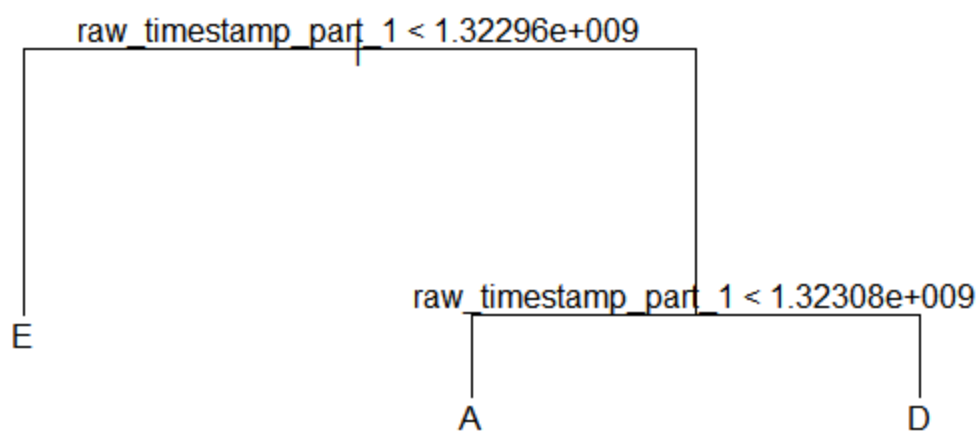 raw_timestamp_part_1 < 1.32296e+009
raw_timestamp_part_1 < 1.32308e+009
E
A
D